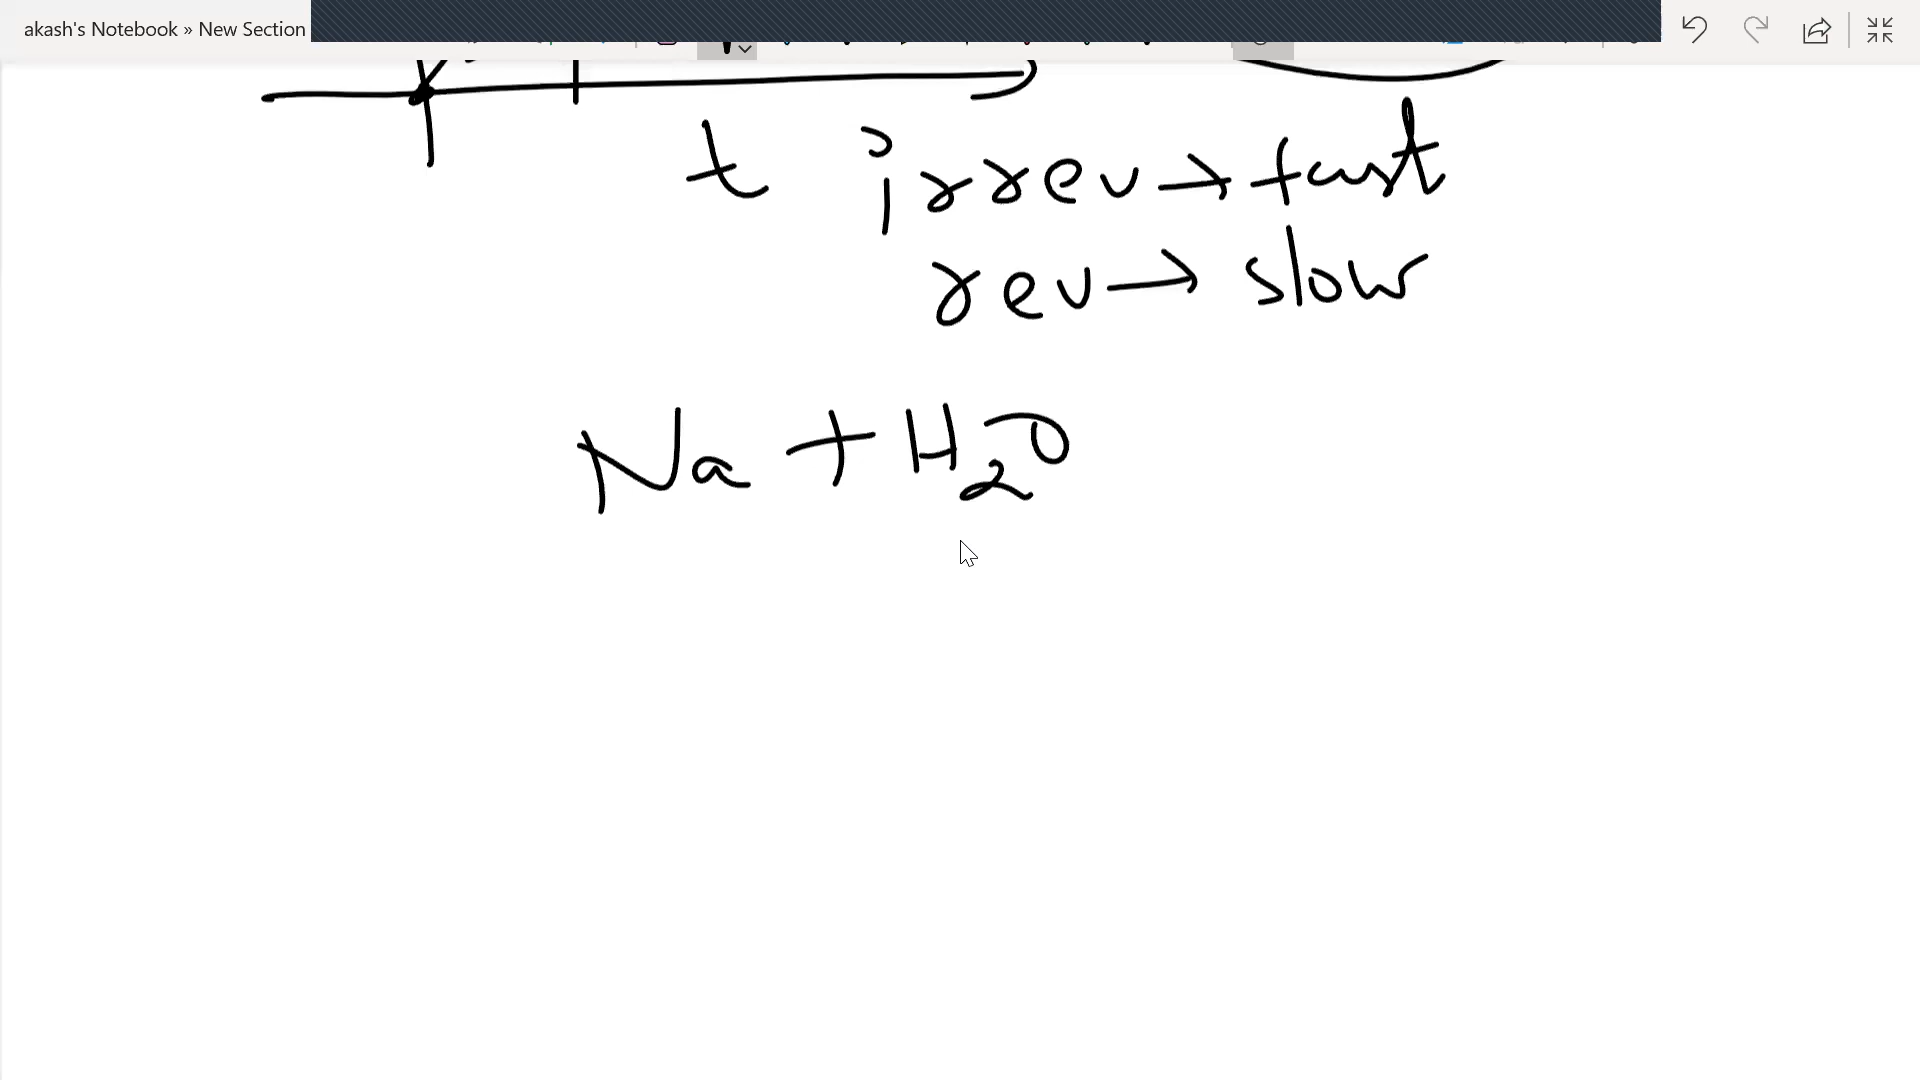 akash's Notebook » New Section
t irrev → fast
rev → slow
Na + H₂O